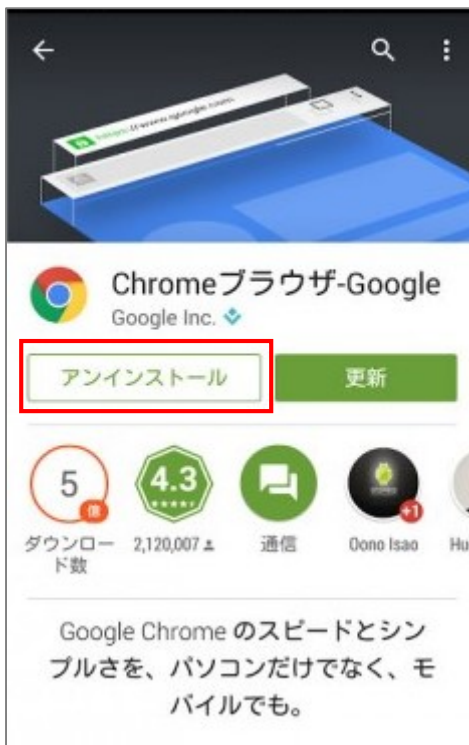 https://www.google.com
Chromeブラウザ-Google
Google Inc.
アンインストール
更新
5
億
4.3
+1
ダウンロー
ド数
2,120,007
通信
Oono Isao
Hu
Google Chrome のスピードとシン
プルさを、パソコンだけでなく、モ
バイルでも。